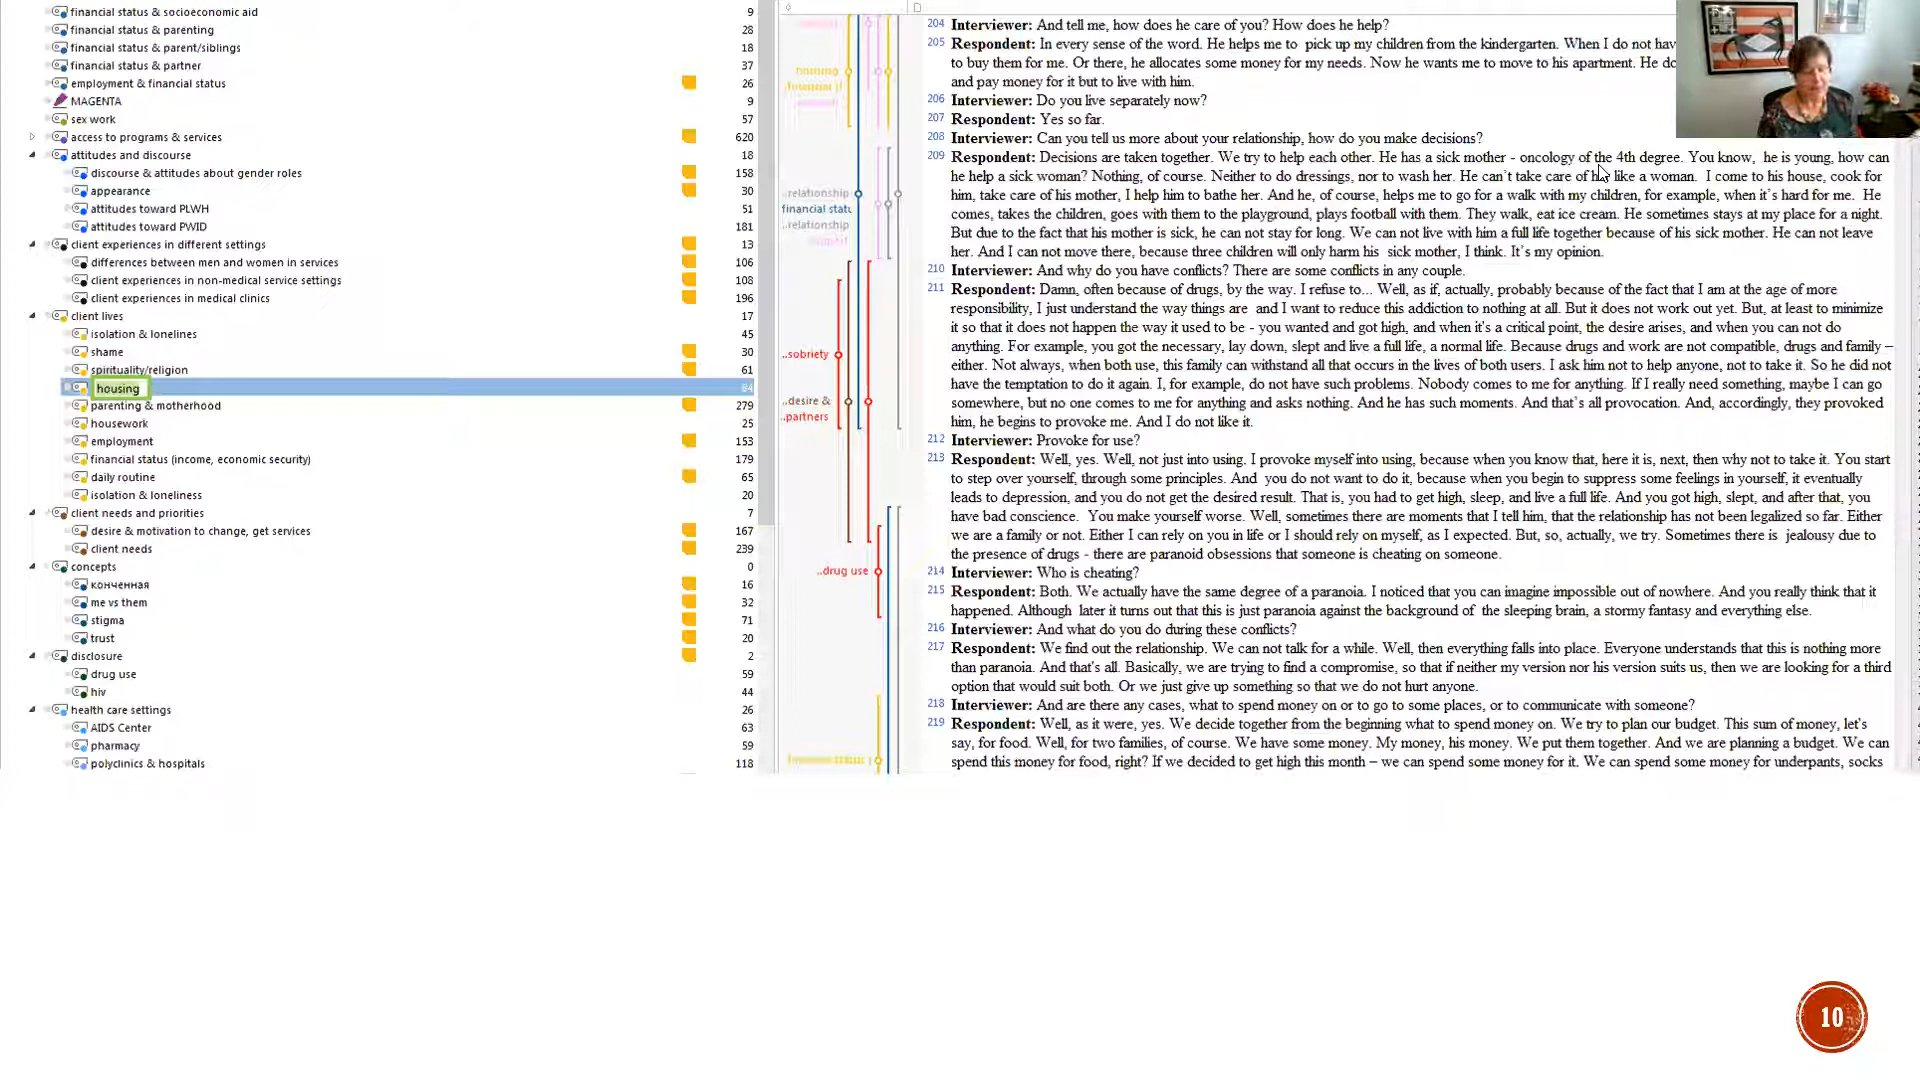 financial status & socioeconomic aid 9
financial status & parenting 28
financial status & parent/siblings 18
financial status & partner 37
employment & financial status 26
MAGENTA 9
sex work 57
access to programs & services 620
attitudes and discourse 18
discourse & attitudes about gender roles 158
appearance 30
attitudes toward PLWH 51
attitudes toward PWID 181
client experiences in different settings 13
differences between men and women in services 106
client experiences in non-medical service settings 108
client experiences in medical clinics 196
client lives 17
isolation & lonelines 45
shame 30
spirituality/religion 61
housing 84
parenting & motherhood 279
housework 25
employment 153
financial status (income, economic security) 179
daily routine 65
isolation & loneliness 20
client needs and priorities 7
desire & motivation to change, get services 167
client needs 239
concepts 0
конченная 16
me vs them 32
stigma 71
trust 20
disclosure 2
drug use 59
hiv 44
health care settings 26
AIDS Center 63
pharmacy 59
polyclinics & hospitals 118
housing
..relationship
financial statu
..relationship
..sobriety
..desire &
..partners
..drug use
204 Interviewer: And tell me, how does he care of you? How does he help?
205 Respondent: In every sense of the word. He helps me to pick up my children from the kindergarten. When I do not hav
to buy them for me. Or there, he allocates some money for my needs. Now he wants me to move to his apartment. He do
and pay money for it but to live with him.
206 Interviewer: Do you live separately now?
207 Respondent: Yes so far.
208 Interviewer: Can you tell us more about your relationship, how do you make decisions?
209 Respondent: Decisions are taken together. We try to help each other. He has a sick mother - oncology of the 4th degree. You know, he is young, how can
he help a sick woman? Nothing, of course. Neither to do dressings, nor to wash her. He can't take care of he like a woman. I come to his house, cook for
him, take care of his mother, I help him to bathe her. And he, of course, helps me to go for a walk with my children, for example, when it's hard for me. He
comes, takes the children, goes with them to the playground, plays football with them. They walk, eat ice cream. He sometimes stays at my place for a night.
But due to the fact that his mother is sick, he can not stay for long. We can not live with him a full life together because of his sick mother. He can not leave
her. And I can not move there, because three children will only harm his sick mother, I think. It's my opinion.
210 Interviewer: And why do you have conflicts? There are some conflicts in any couple.
211 Respondent: Damn, often because of drugs, by the way. I refuse to... Well, as if, actually, probably because of the fact that I am at the age of more
responsibility, I just understand the way things are and I want to reduce this addiction to nothing at all. But it does not work out yet. But, at least to minimize
it so that it does not happen the way it used to be - you wanted and got high, and when it's a critical point, the desire arises, and when you can not do
anything. For example, you got the necessary, lay down, slept and live a full life, a normal life. Because drugs and work are not compatible, drugs and family –
either. Not always, when both use, this family can withstand all that occurs in the lives of both users. I ask him not to help anyone, not to take it. So he did not
have the temptation to do it again. I, for example, do not have such problems. Nobody comes to me for anything. If I really need something, maybe I can go
somewhere, but no one comes to me for anything and asks nothing. And he has such moments. And that's all provocation. And, accordingly, they provoked
him, he begins to provoke me. And I do not like it.
212 Interviewer: Provoke for use?
213 Respondent: Well, yes. Well, not just into using. I provoke myself into using, because when you know that, here it is, next, then why not to take it. You start
to step over yourself, through some principles. And you do not want to do it, because when you begin to suppress some feelings in yourself, it eventually
leads to depression, and you do not get the desired result. That is, you had to get high, sleep, and live a full life. And you got high, slept, and after that, you
have bad conscience. You make yourself worse. Well, sometimes there are moments that I tell him, that the relationship has not been legalized so far. Either
we are a family or not. Either I can rely on you in life or I should rely on myself, as I expected. But, so, actually, we try. Sometimes there is jealousy due to
the presence of drugs - there are paranoid obsessions that someone is cheating on someone.
214 Interviewer: Who is cheating?
215 Respondent: Both. We actually have the same degree of a paranoia. I noticed that you can imagine impossible out of nowhere. And you really think that it
happened. Although later it turns out that this is just paranoia against the background of the sleeping brain, a stormy fantasy and everything else.
216 Interviewer: And what do you do during these conflicts?
217 Respondent: We find out the relationship. We can not talk for a while. Well, then everything falls into place. Everyone understands that this is nothing more
than paranoia. And that's all. Basically, we are trying to find a compromise, so that if neither my version nor his version suits us, then we are looking for a third
option that would suit both. Or we just give up something so that we do not hurt anyone.
218 Interviewer: And are there any cases, what to spend money on or to go to some places, or to communicate with someone?
219 Respondent: Well, as it were, yes. We decide together from the beginning what to spend money on. We try to plan our budget. This sum of money, let's
say, for food. Well, for two families, of course. We have some money. My money, his money. We put them together. And we are planning a budget. We can
spend this money for food, right? If we decided to get high this month – we can spend some money for it. We can spend some money for underpants, socks
10